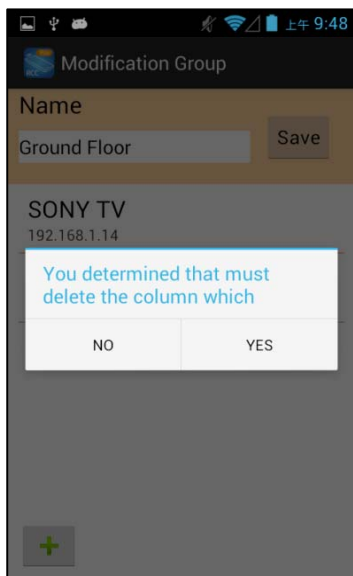 上午 9:48
Modification Group
Name
Ground Floor
Save
SONY TV
192.168.1.14
You determined that must
delete the column which
NO
YES